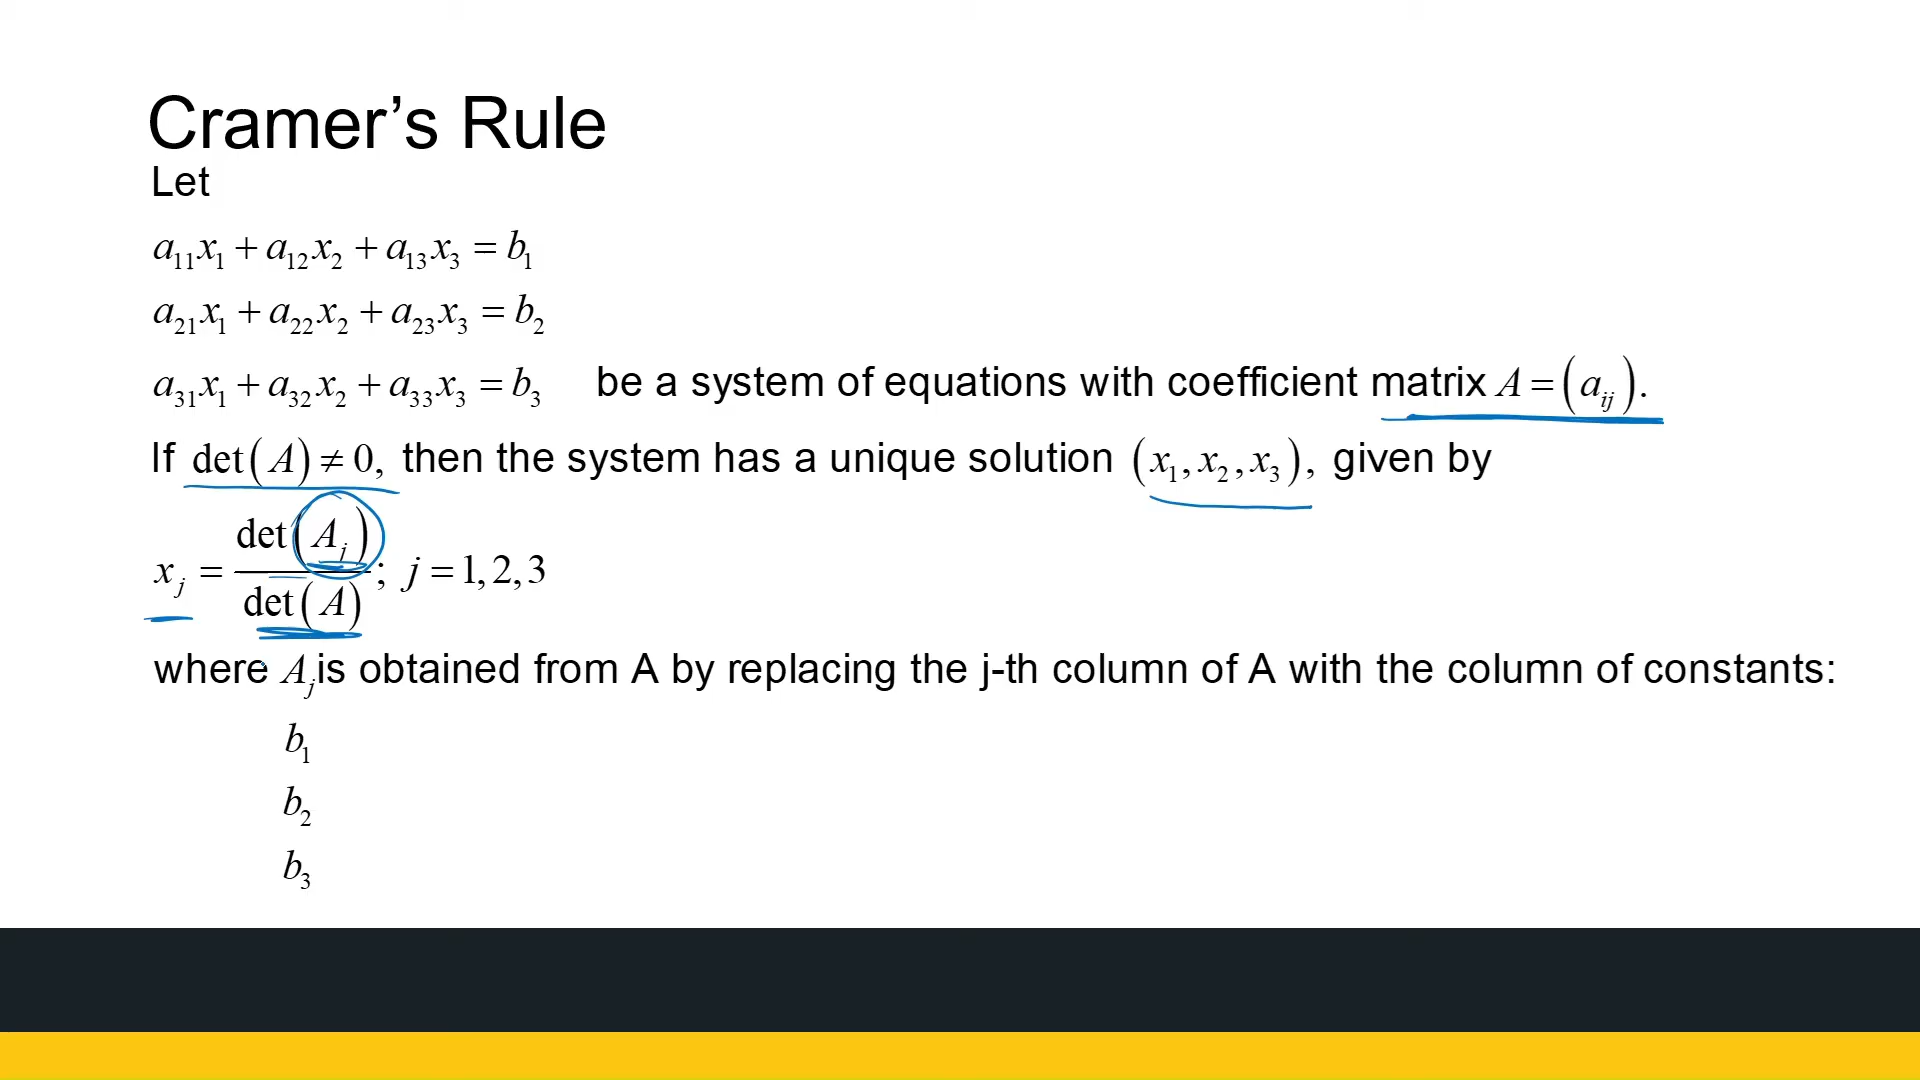 Cramer’s Rule
Let
a₁₁x₁ + a₁₂x₂ + a₁₃x₃ = b₁
a₂₁x₁ + a₂₂x₂ + a₂₃x₃ = b₂
a₃₁x₁ + a₃₂x₂ + a₃₃x₃ = b₃ be a system of equations with coefficient matrix A = (aᵢⱼ).
If det(A) ≠ 0, then the system has a unique solution (x₁, x₂, x₃), given by
xⱼ = det(Aⱼ) / det(A); j = 1, 2, 3
where Aⱼ is obtained from A by replacing the j-th column of A with the column of constants:
b₁
b₂
b₃